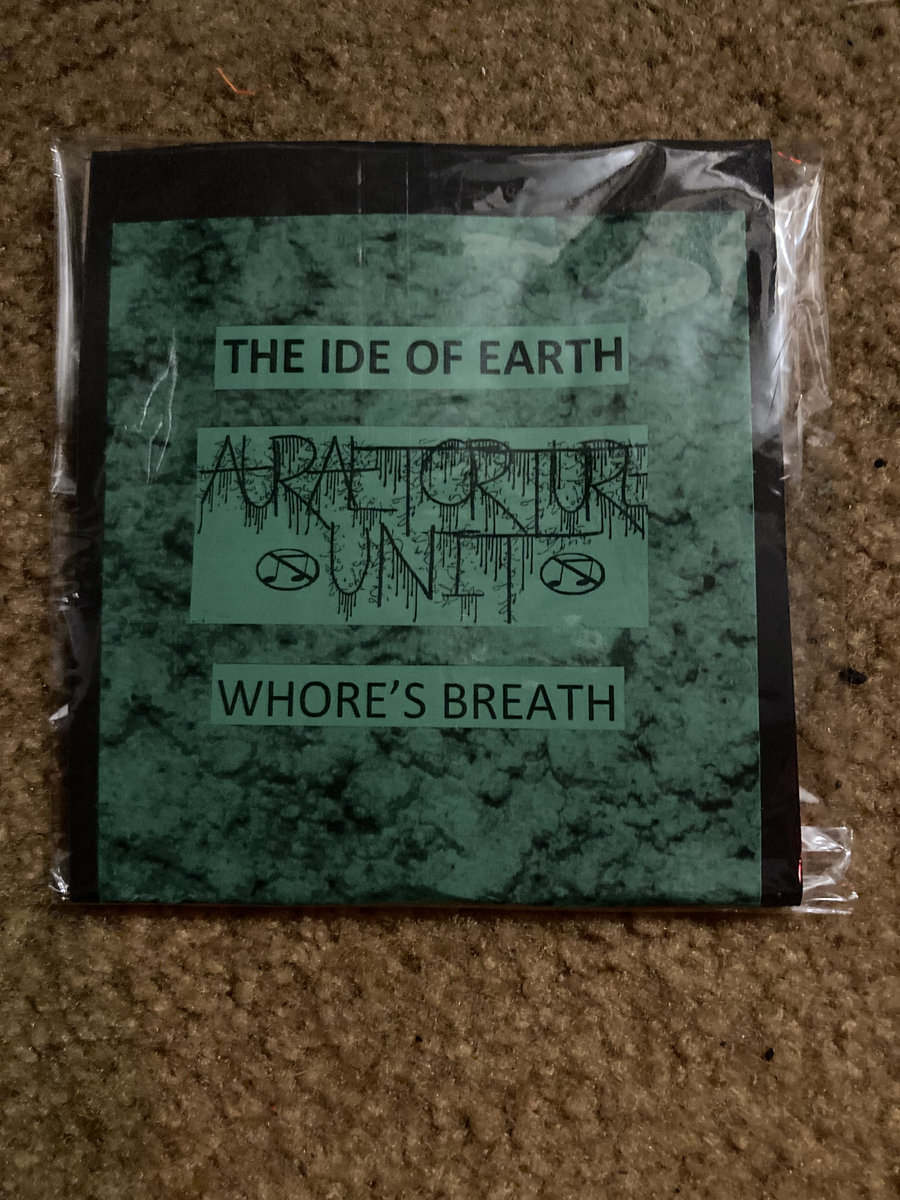 THE IDE OF EARTH
AURAL TORTURE
UNIT
WHORE'S BREATH